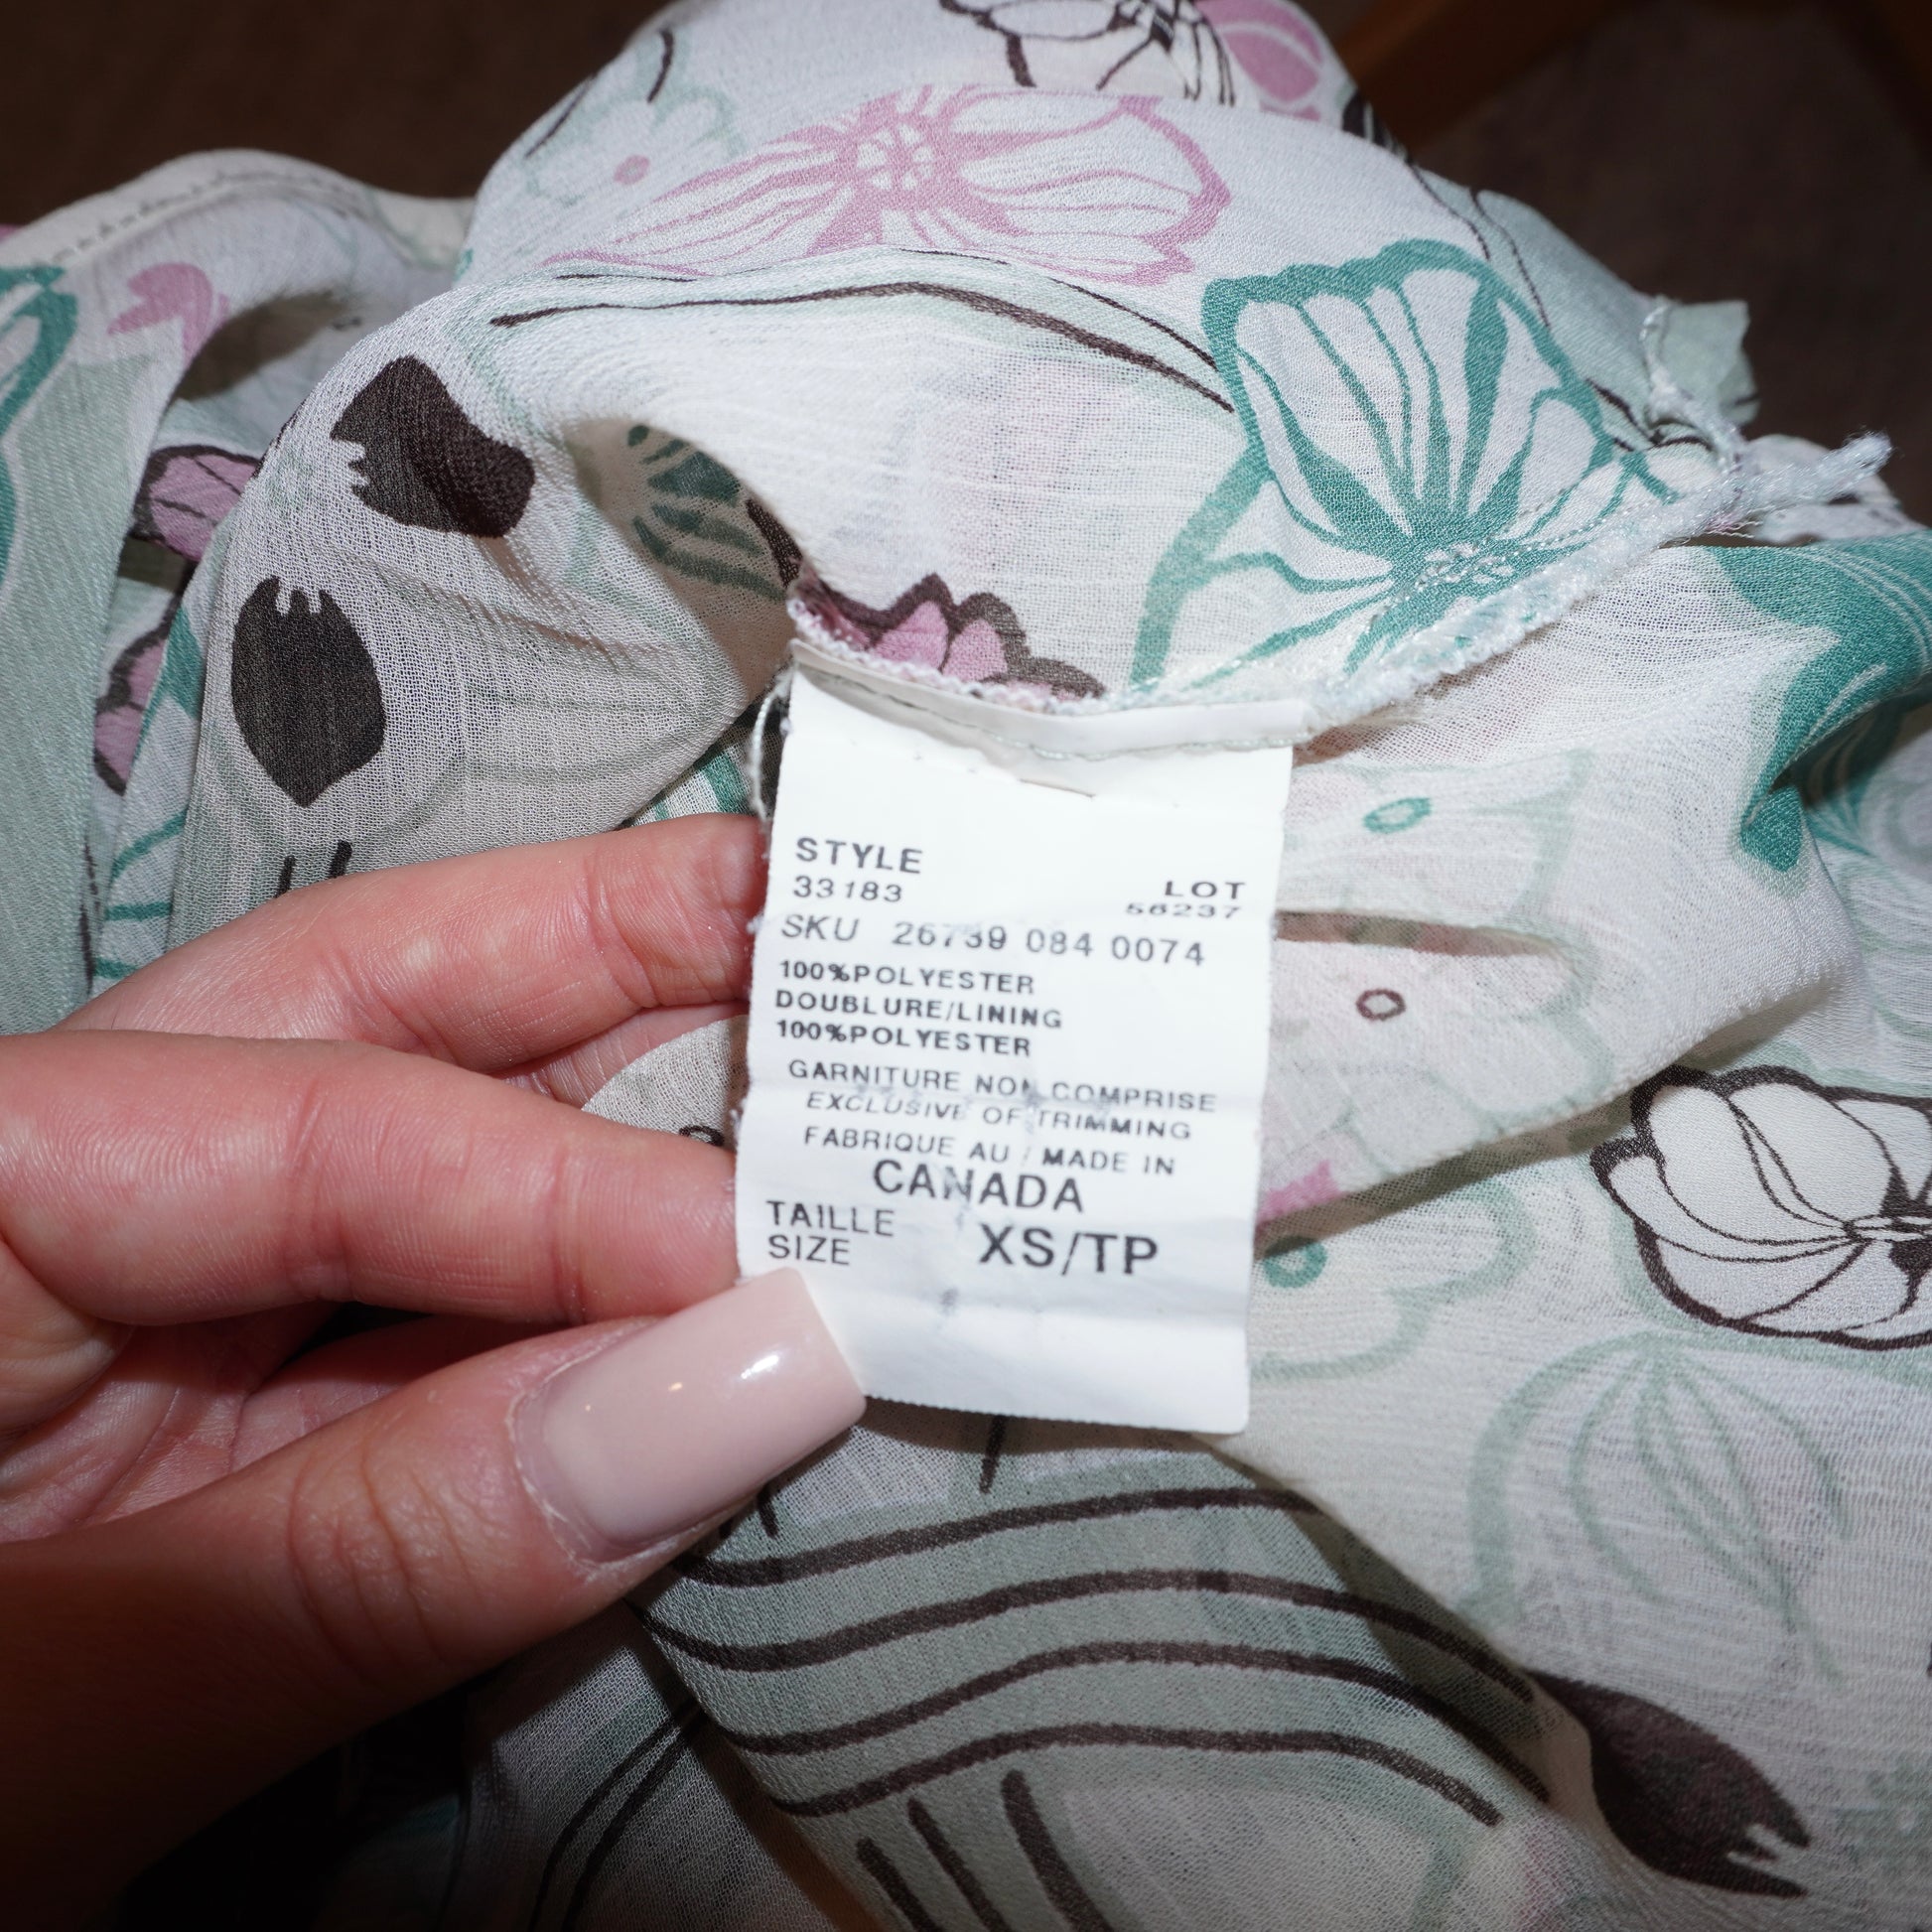 STYLE
33183
LOT
56237
SKU 26739 084 0074
100%POLYESTER
DOUBLURE/LINING
100%POLYESTER
GARNITURE NON COMPRISE
EXCLUSIVE OF TRIMMING
FABRIQUE AU / MADE IN
CANADA
TAILLE
SIZE
XS/TP